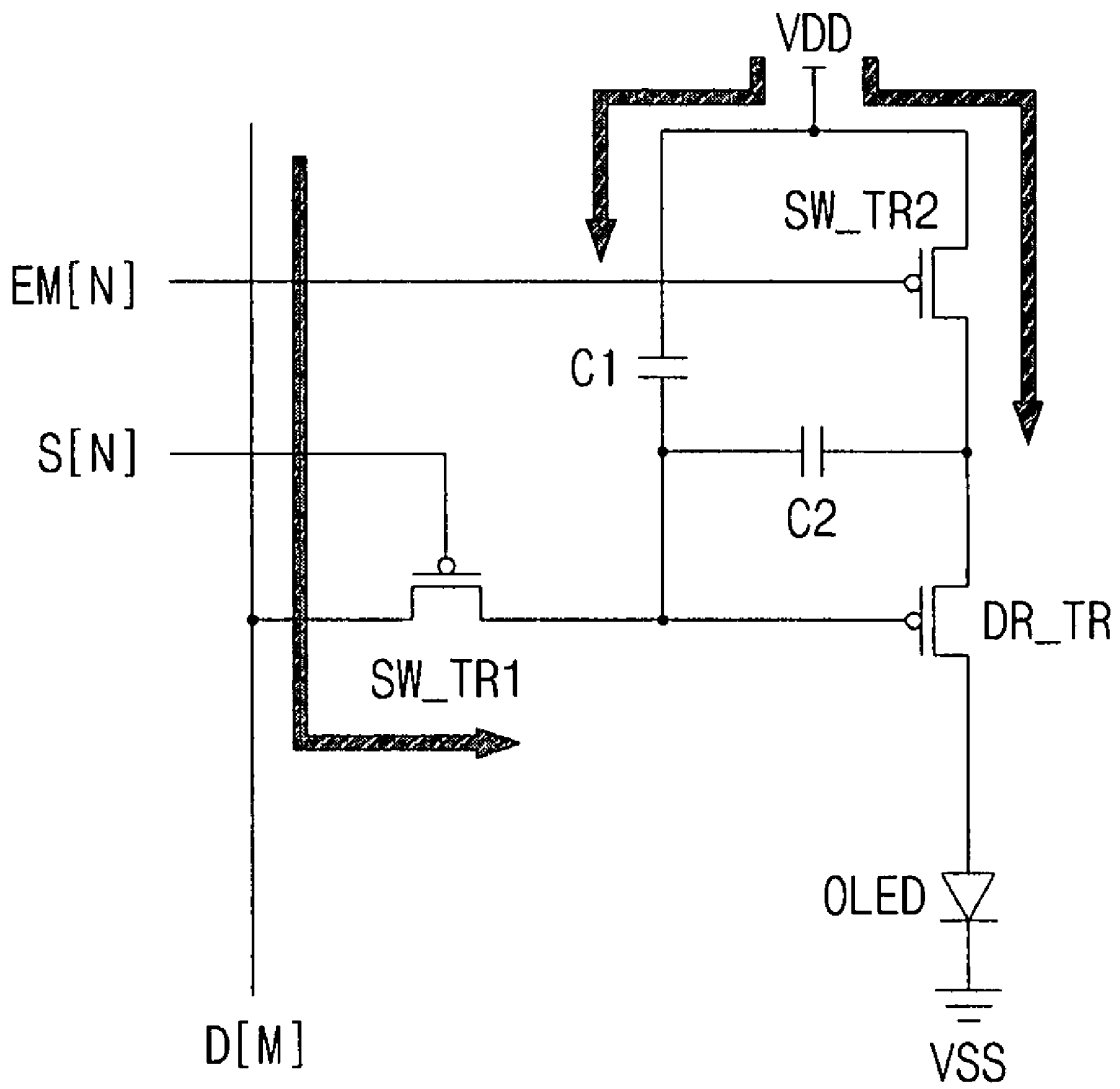 VDD
SW_TR2
EM[N]
C1
S[N]
C2
DR_TR
SW_TR1
OLED
D[M]
VSS